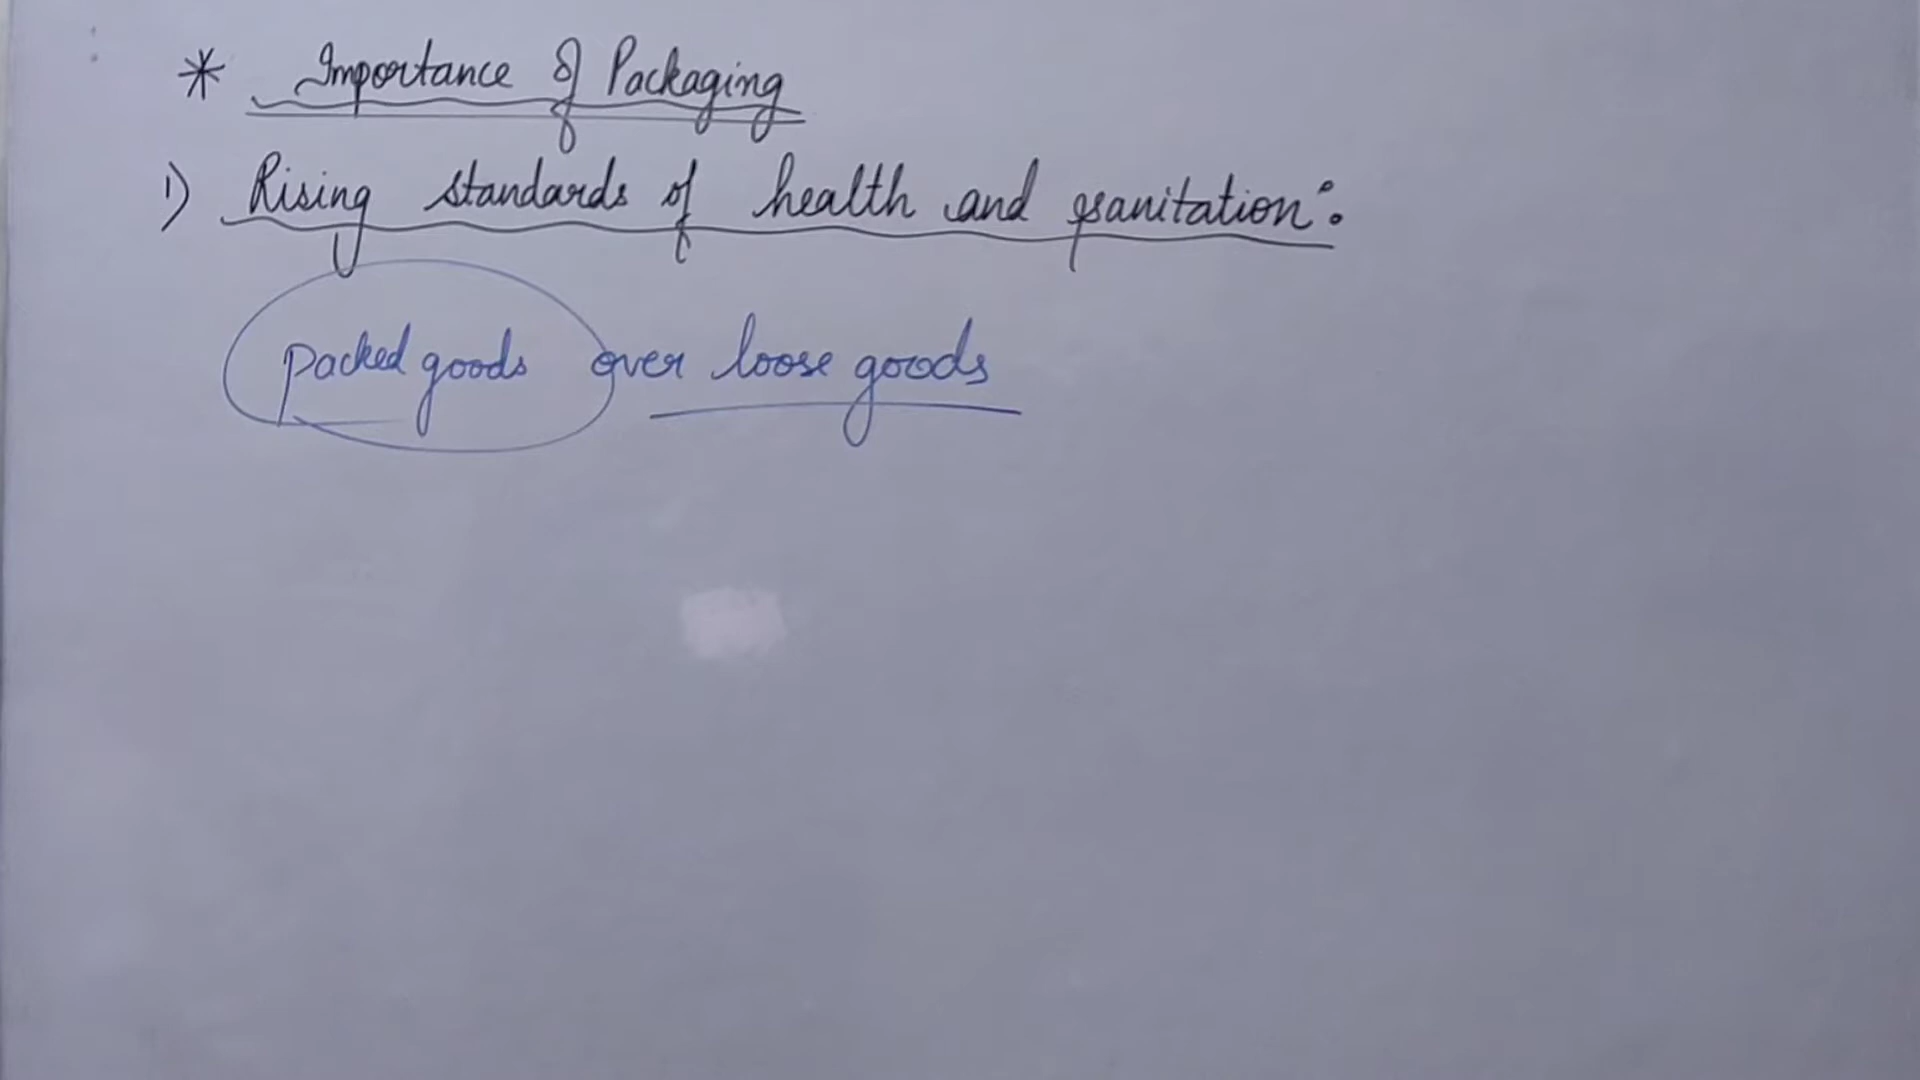 * Importance of Packaging
1) Rising standards of health and sanitation:
packed goods over loose goods